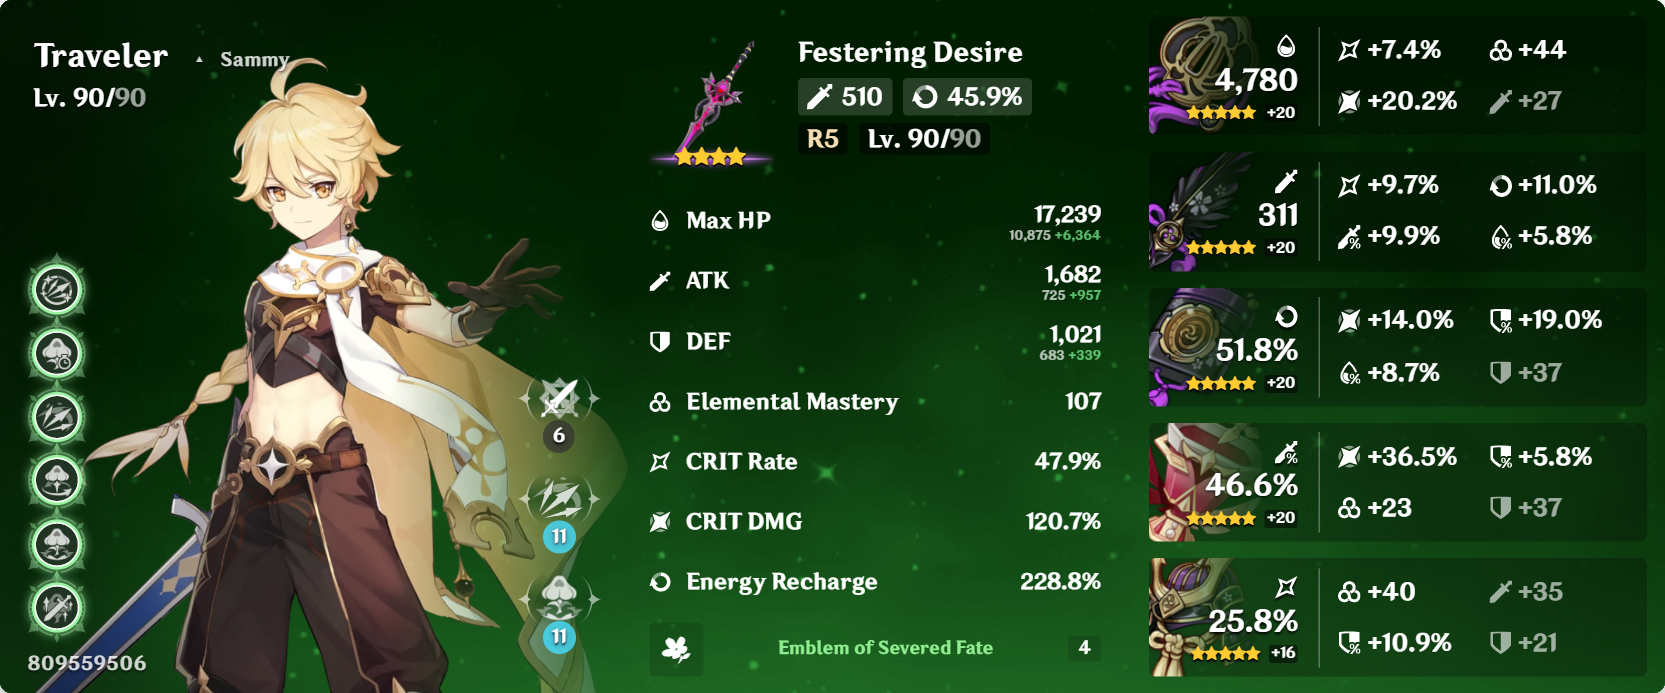 Traveler • Sammy
Lv. 90/90
6
11
11
809559506
Festering Desire
510 45.9%
R5 Lv. 90/90
Max HP 17,239
10,875 +6,364
ATK 1,682
725 +957
DEF 1,021
683 +339
Elemental Mastery 107
CRIT Rate 47.9%
CRIT DMG 120.7%
Energy Recharge 228.8%
Emblem of Severed Fate 4
4,780
+20
+7.4% +44
+20.2% +27
311
+20
+9.7% +11.0%
+9.9% +5.8%
51.8%
+20
+14.0% +19.0%
+8.7% +37
46.6%
+20
+36.5% +5.8%
+23 +37
25.8%
+16
+40 +35
+10.9% +21